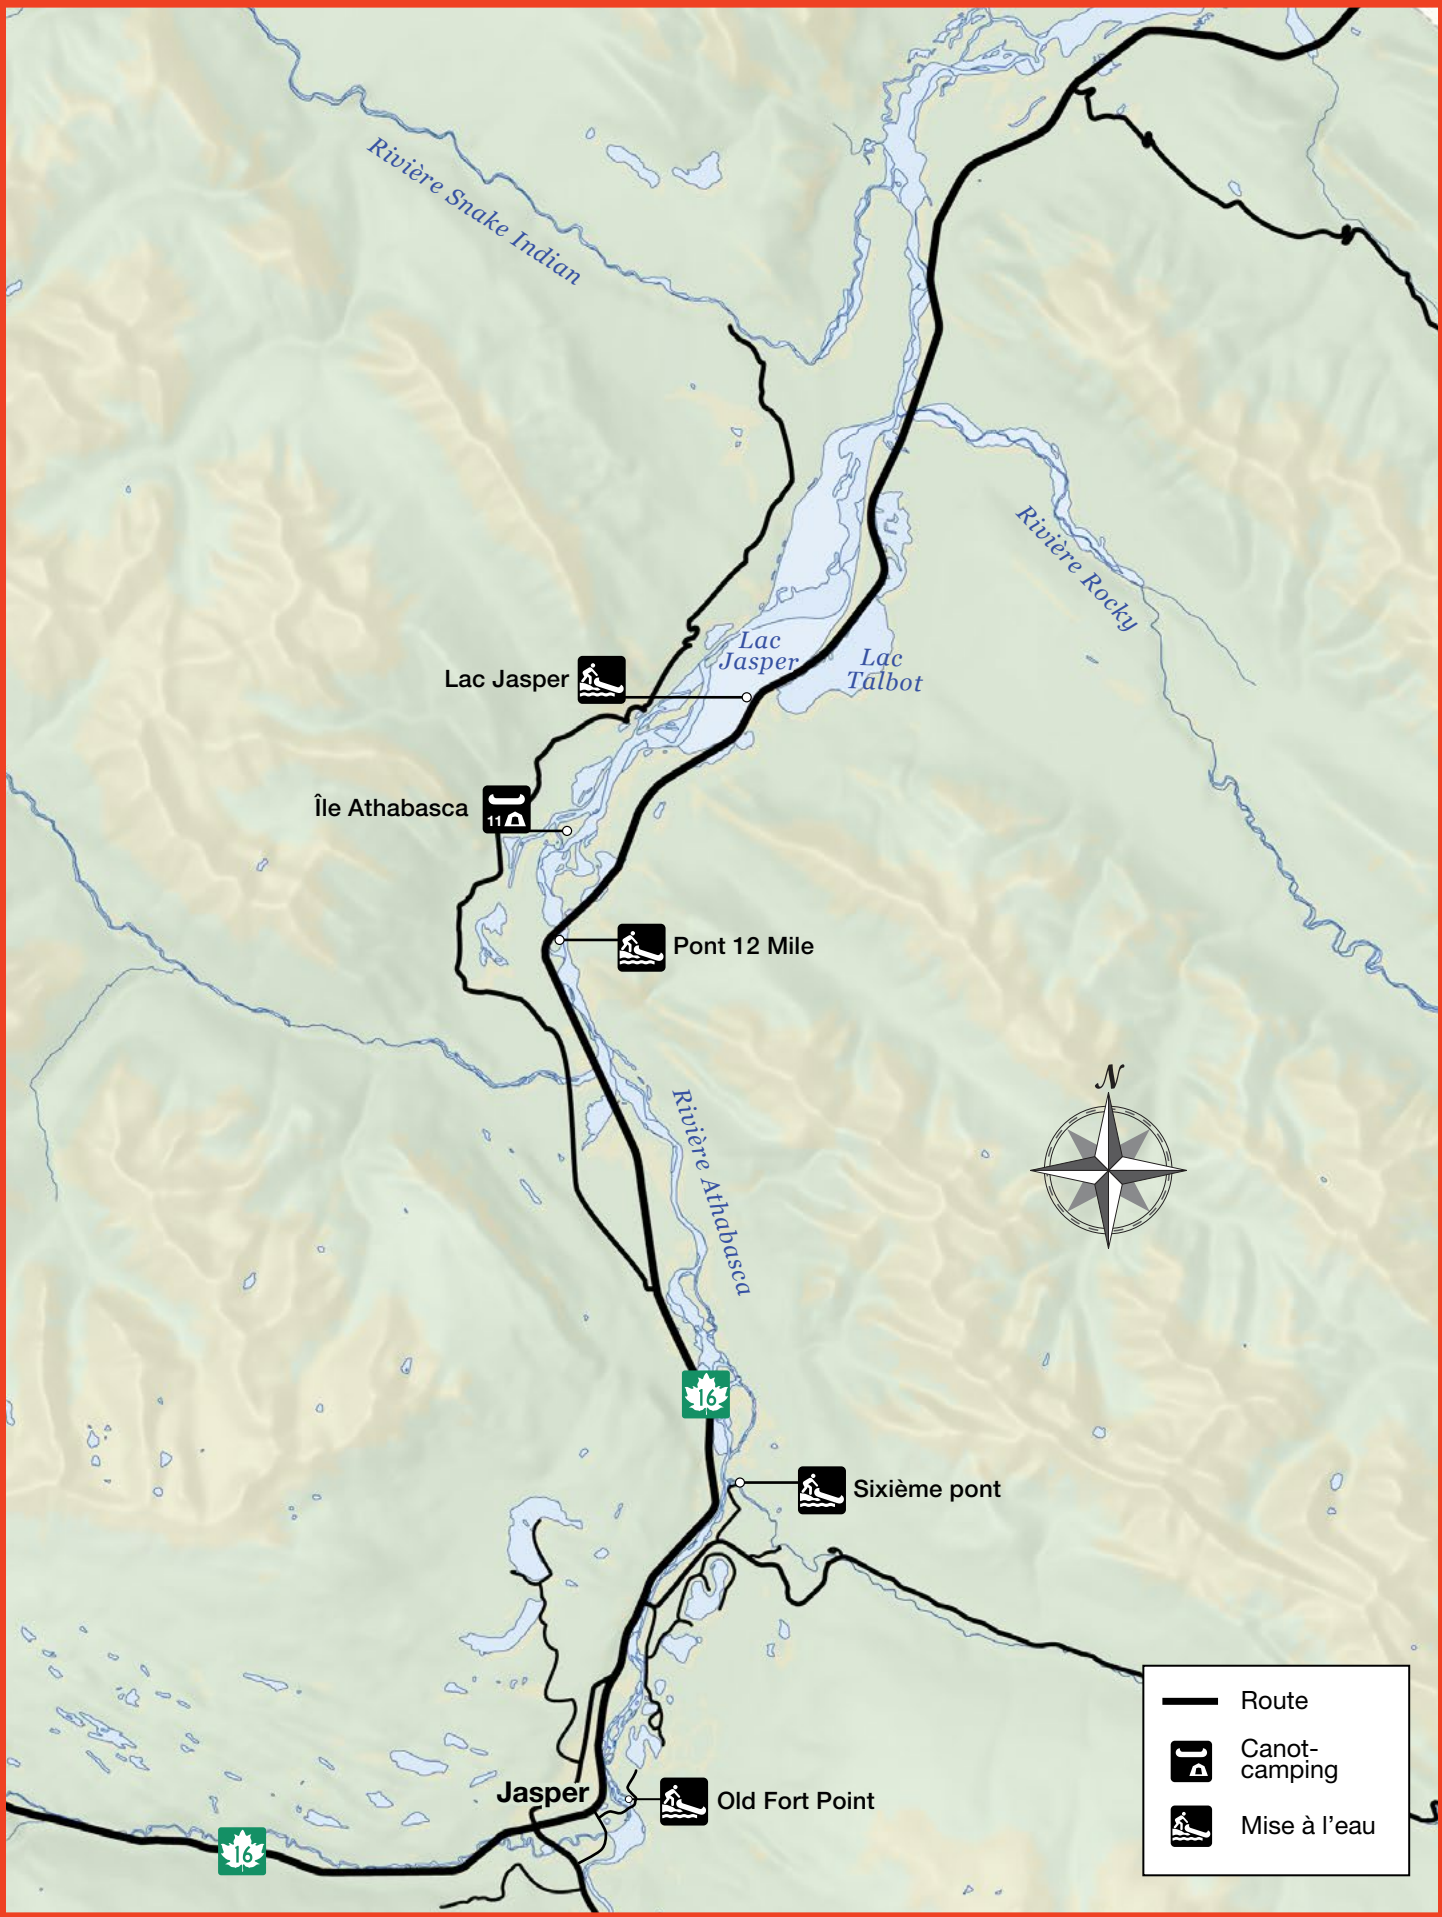 Rivière Snake Indian
Rivière Rocky
Lac
Jasper
Lac
Talbot
Lac Jasper
Île Athabasca
11
Pont 12 Mile
N
Rivière Athabasca
16
Sixième pont
Jasper
Old Fort Point
16
Route
Canot-
camping
Mise à l'eau